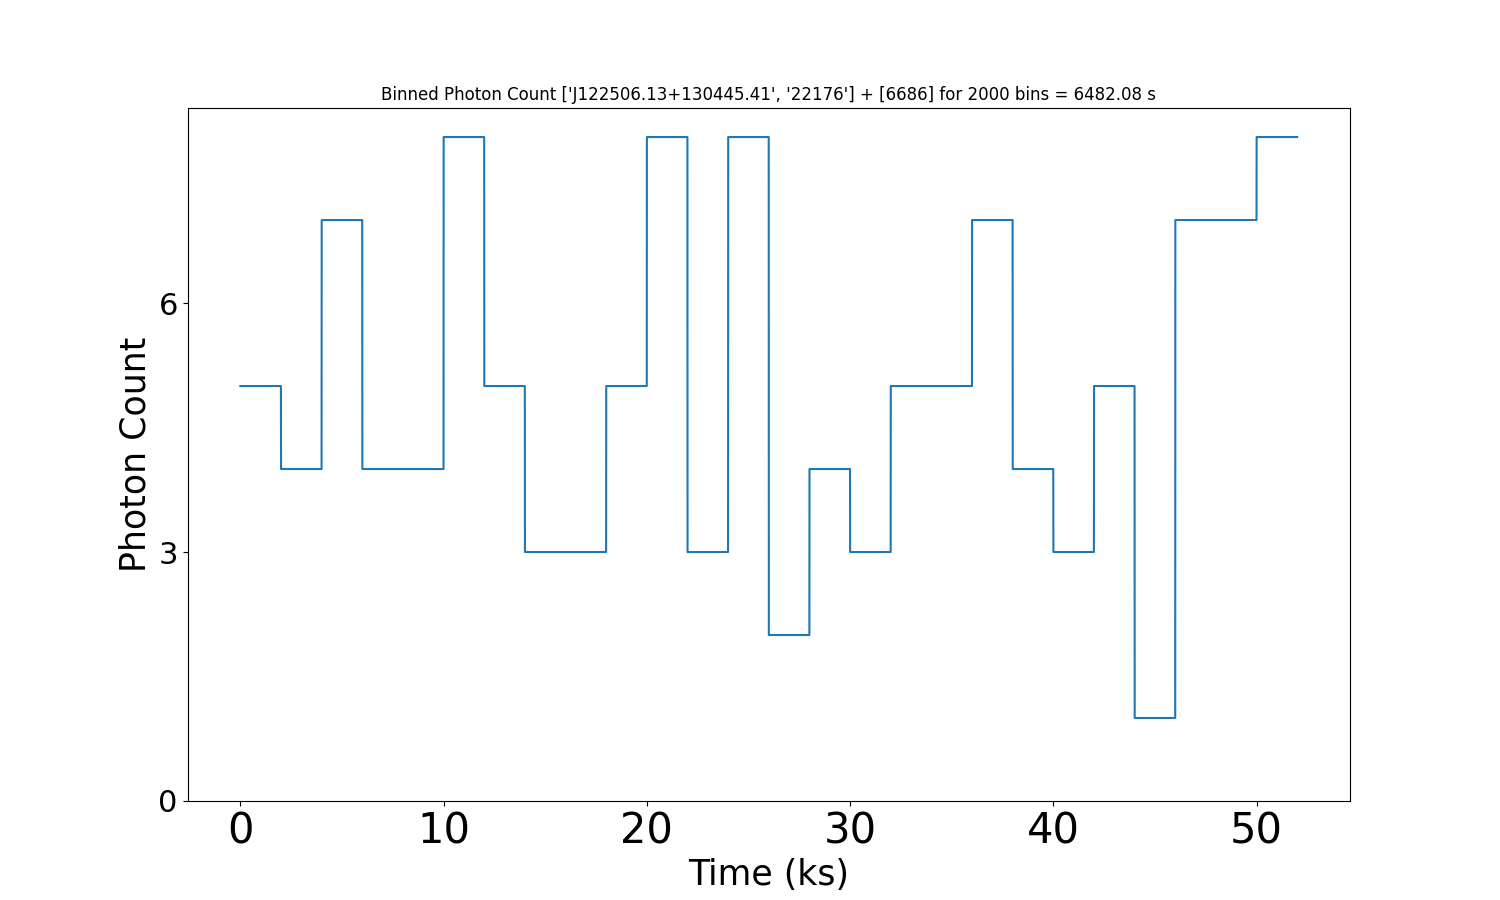 Binned Photon Count ['J122506.13+130445.41', '22176'] + [6686] for 2000 bins = 6482.08 s
Photon Count
6
3
0
0 10 20 30 40 50
Time (ks)